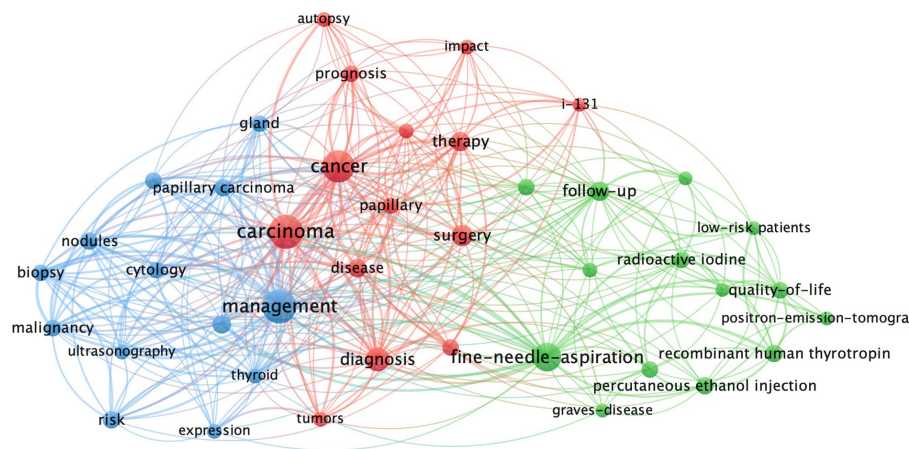 autopsy
impact
prognosis
i-131
gland
therapy
cancer
papillary carcinoma
follow-up
papillary
low-risk patients
carcinoma
surgery
nodules
radioactive iodine
biopsy
cytology
disease
quality-of-life
management
positron-emission-tomogra
malignancy
ultrasonography
diagnosis
fine-needle-aspiration
recombinant human thyrotropin
thyroid
percutaneous ethanol injection
graves-disease
risk
tumors
expression